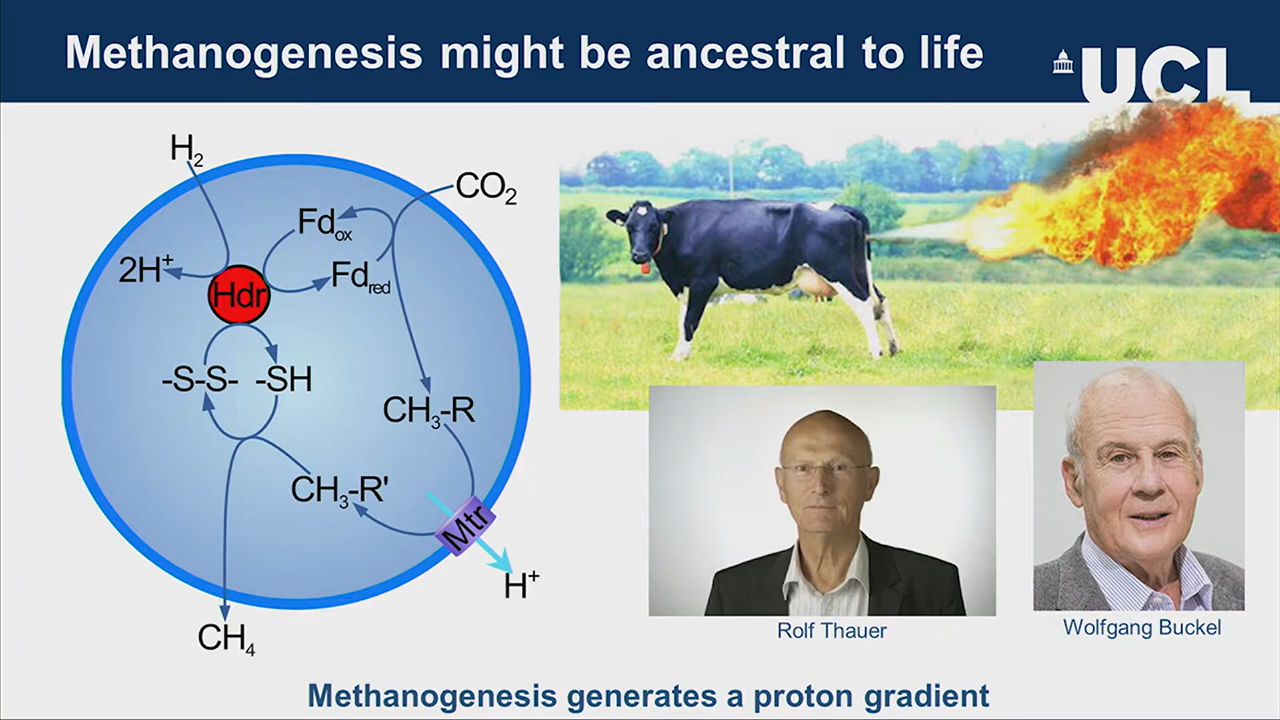 Methanogenesis might be ancestral to life
UCL
H₂
CO₂
Fdox
2H⁺
Fdred
Hdr
-S-S- -SH
CH₃-R
CH₃-R'
Mtr
H⁺
CH₄
Rolf Thauer
Wolfgang Buckel
Methanogenesis generates a proton gradient